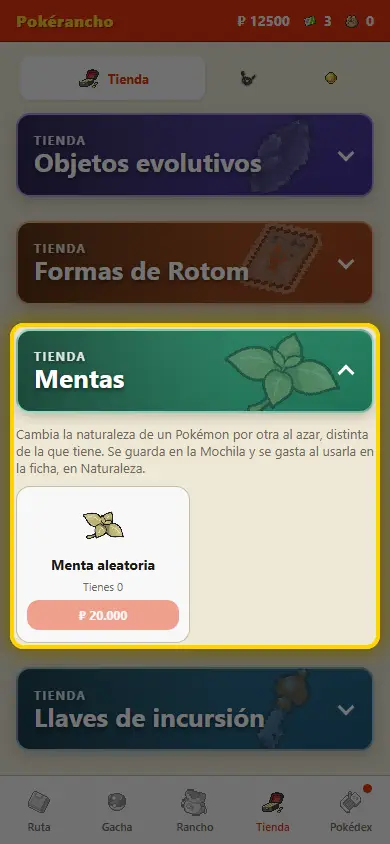 Pokérancho
₽ 12500
3
0
Tienda
TIENDA
Objetos evolutivos
TIENDA
Formas de Rotom
TIENDA
Mentas
Cambia la naturaleza de un Pokémon por otra al azar, distinta
de la que tiene. Se guarda en la Mochila y se gasta al usarla en
la ficha, en Naturaleza.
Menta aleatoria
Tienes 0
₽ 20.000
TIENDA
Llaves de incursión
Ruta
Gacha
Rancho
Tienda
Pokédex